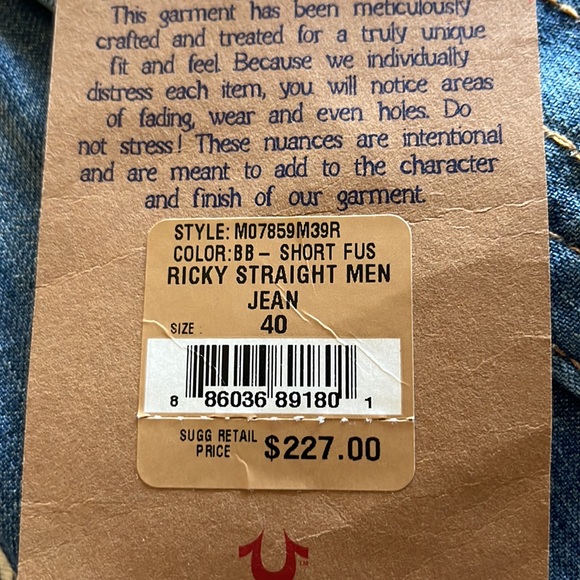 This garment has been meticulously
crafted and treated for a truly unique
fit and feel. Because we individually
distress each item, you will notice areas
of fading, wear and even holes. Do
not stress! These nuances are intentional
and are meant to add to the character
and finish of our garment.
STYLE: M07859M39R
COLOR:BB - SHORT FUS
RICKY STRAIGHT MEN
JEAN
SIZE 40
8 86036 89180 1
SUGG RETAIL
PRICE $227.00
TM